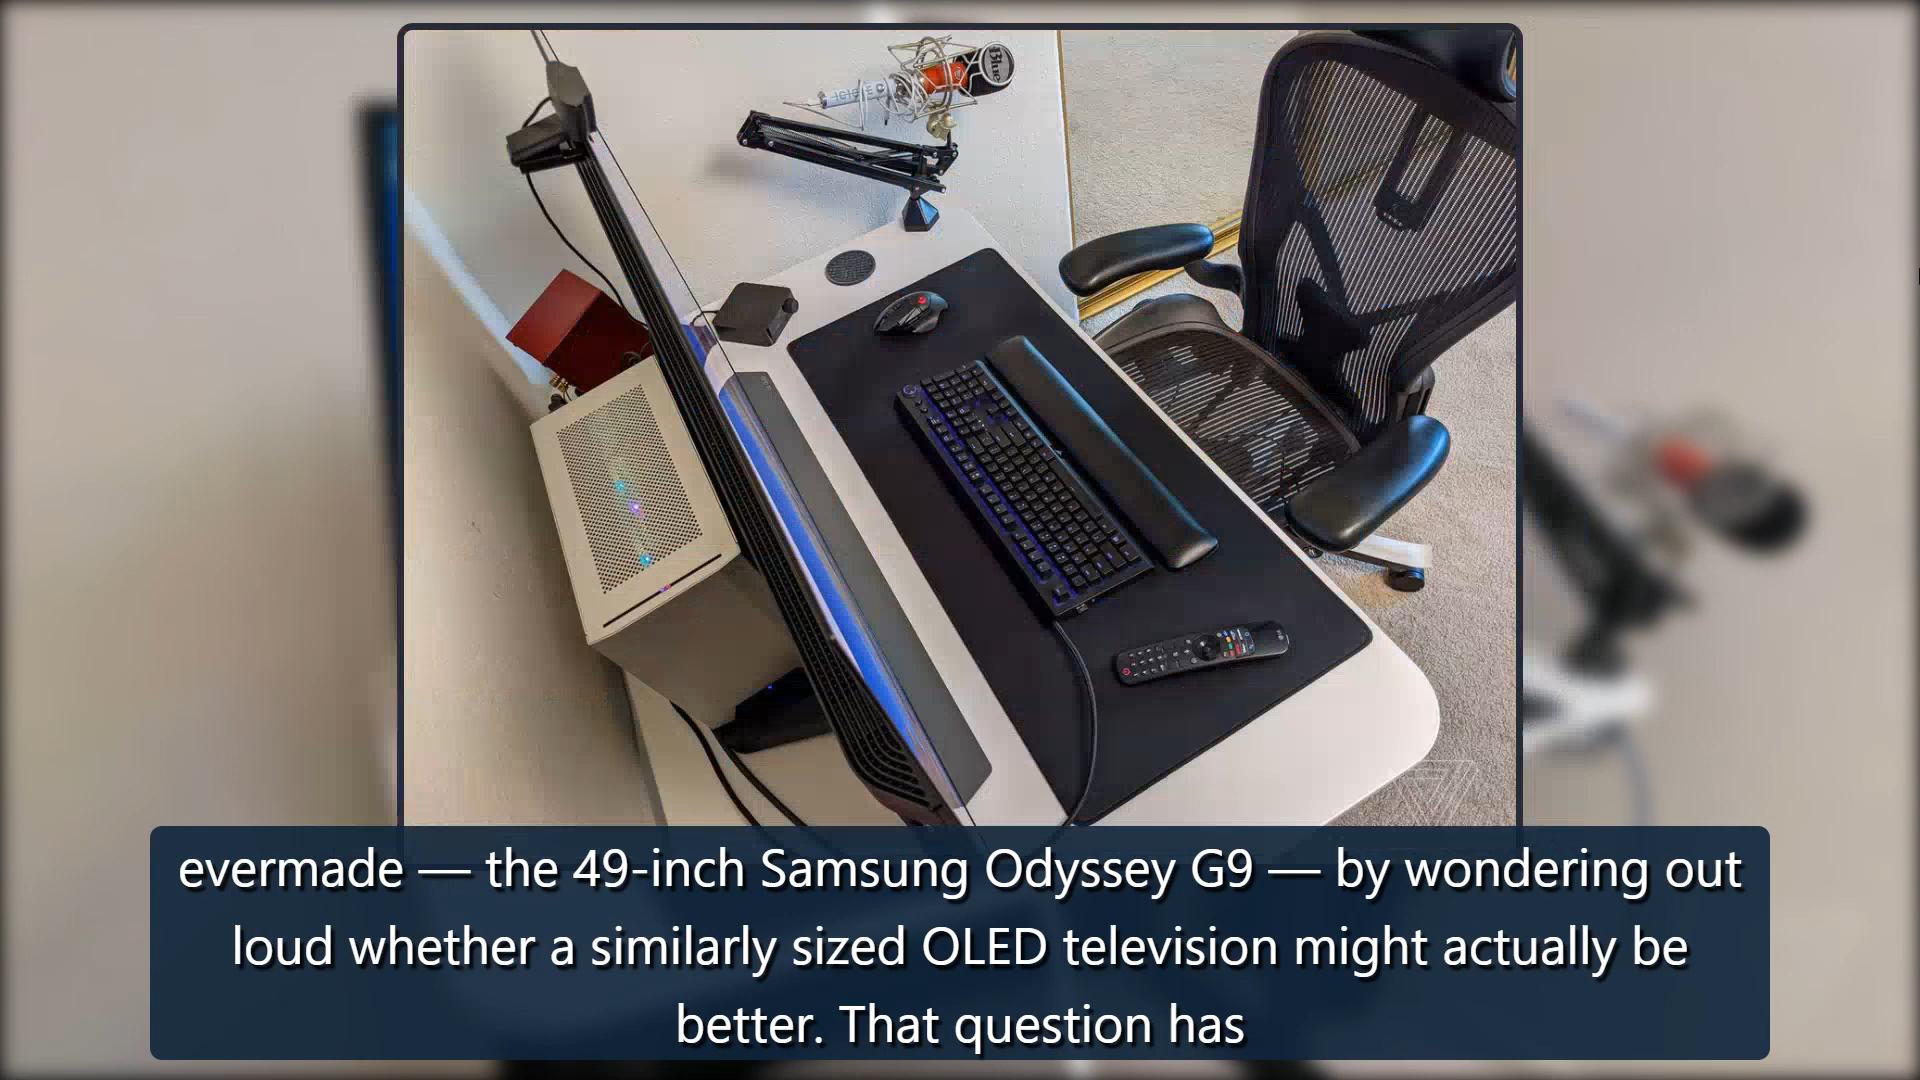 Blue
evermade — the 49-inch Samsung Odyssey G9 — by wondering out
loud whether a similarly sized OLED television might actually be
better. That question has